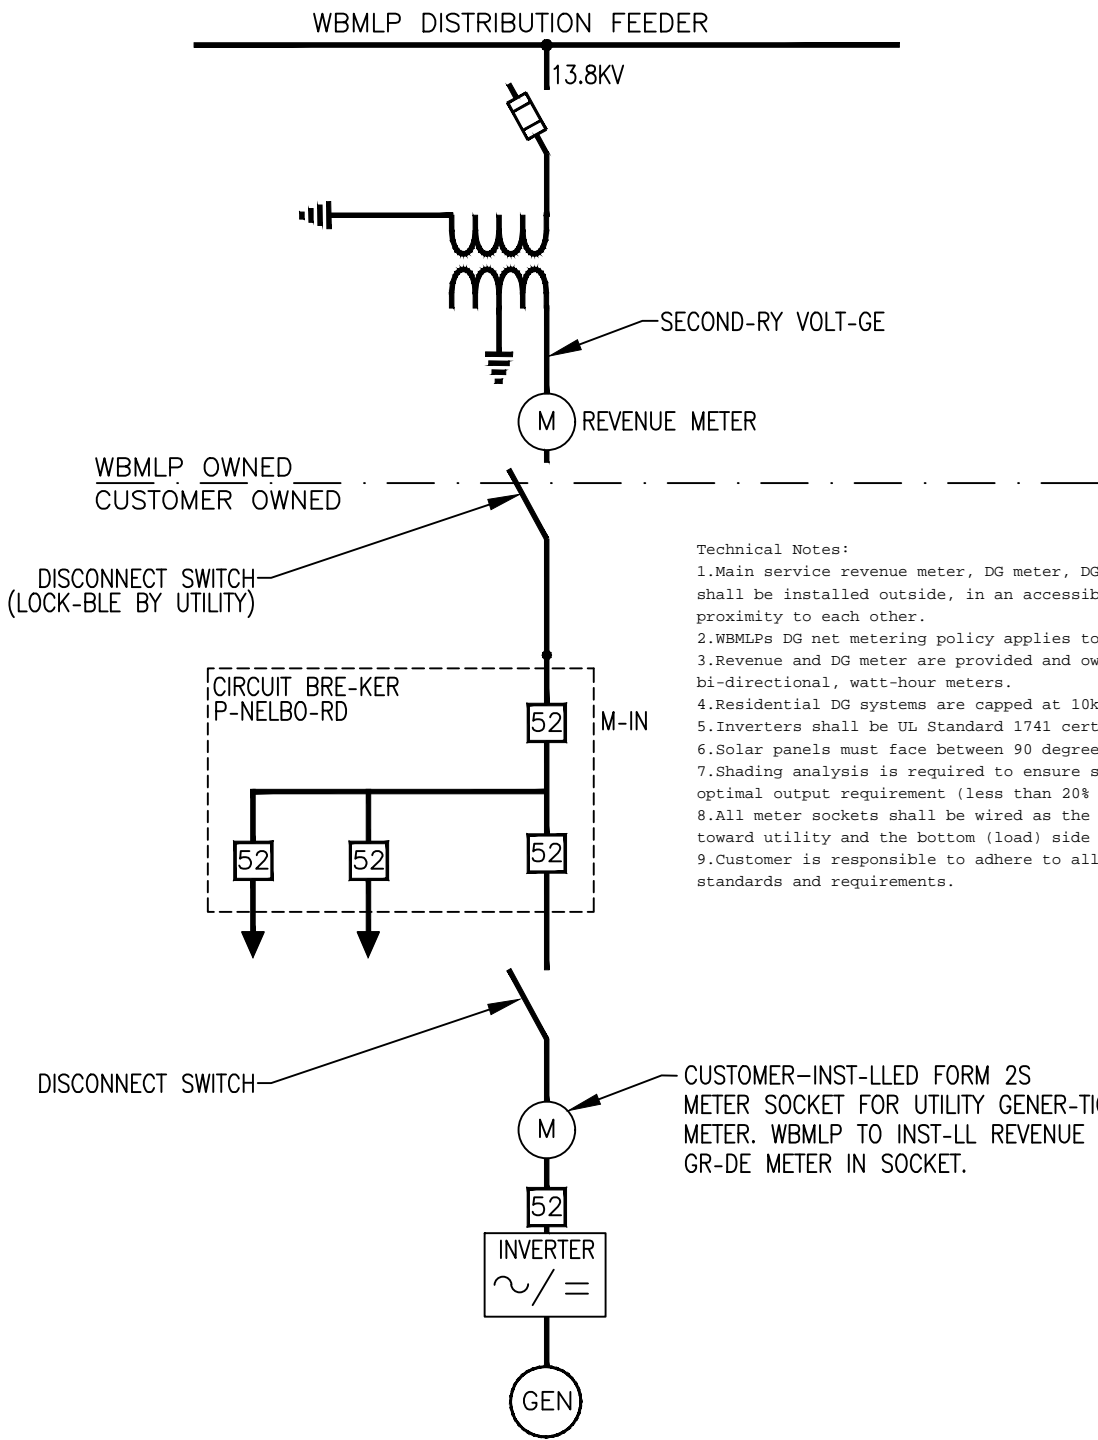 WBMLP DISTRIBUTION FEEDER
13.8KV
SECOND-RY VOLT-GE
M
REVENUE METER
WBMLP OWNED
CUSTOMER OWNED
DISCONNECT SWITCH
(LOCK-BLE BY UTILITY)
Technical Notes:
1.Main service revenue meter, DG meter, DG
shall be installed outside, in an accessib
proximity to each other.
2.WBMLPs DG net metering policy applies to
3.Revenue and DG meter are provided and ow
bi-directional, watt-hour meters.
4.Residential DG systems are capped at 10k
5.Inverters shall be UL Standard 1741 cert
6.Solar panels must face between 90 degree
7.Shading analysis is required to ensure s
optimal output requirement (less than 20%
8.All meter sockets shall be wired as the
toward utility and the bottom (load) side
9.Customer is responsible to adhere to all
standards and requirements.
CIRCUIT BRE-KER
P-NELBO-RD
52
M-IN
52
52
52
DISCONNECT SWITCH
CUSTOMER-INST-LLED FORM 2S
METER SOCKET FOR UTILITY GENER-TIO
METER. WBMLP TO INST-LL REVENUE
GR-DE METER IN SOCKET.
M
52
INVERTER
GEN